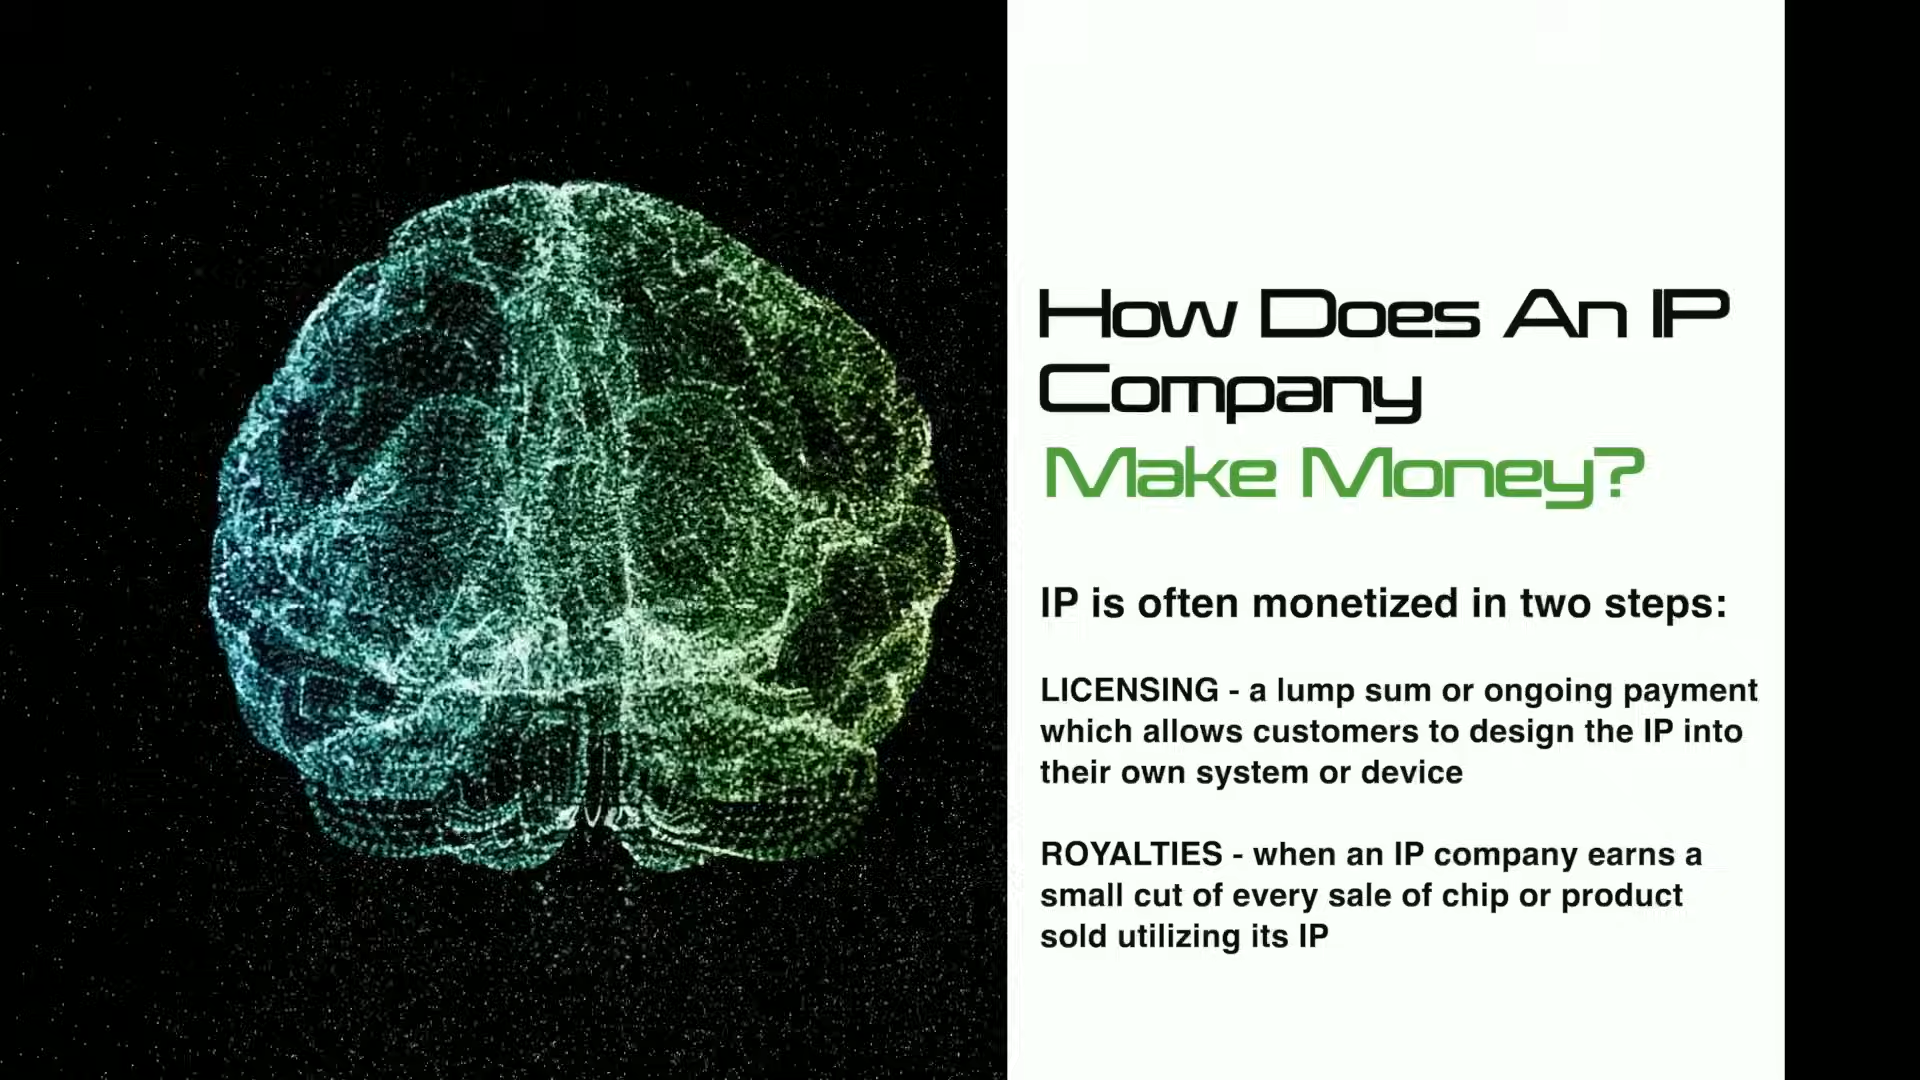 How Does An IP
Company
Make Money?
IP is often monetized in two steps:
LICENSING - a lump sum or ongoing payment
which allows customers to design the IP into
their own system or device
ROYALTIES - when an IP company earns a
small cut of every sale of chip or product
sold utilizing its IP